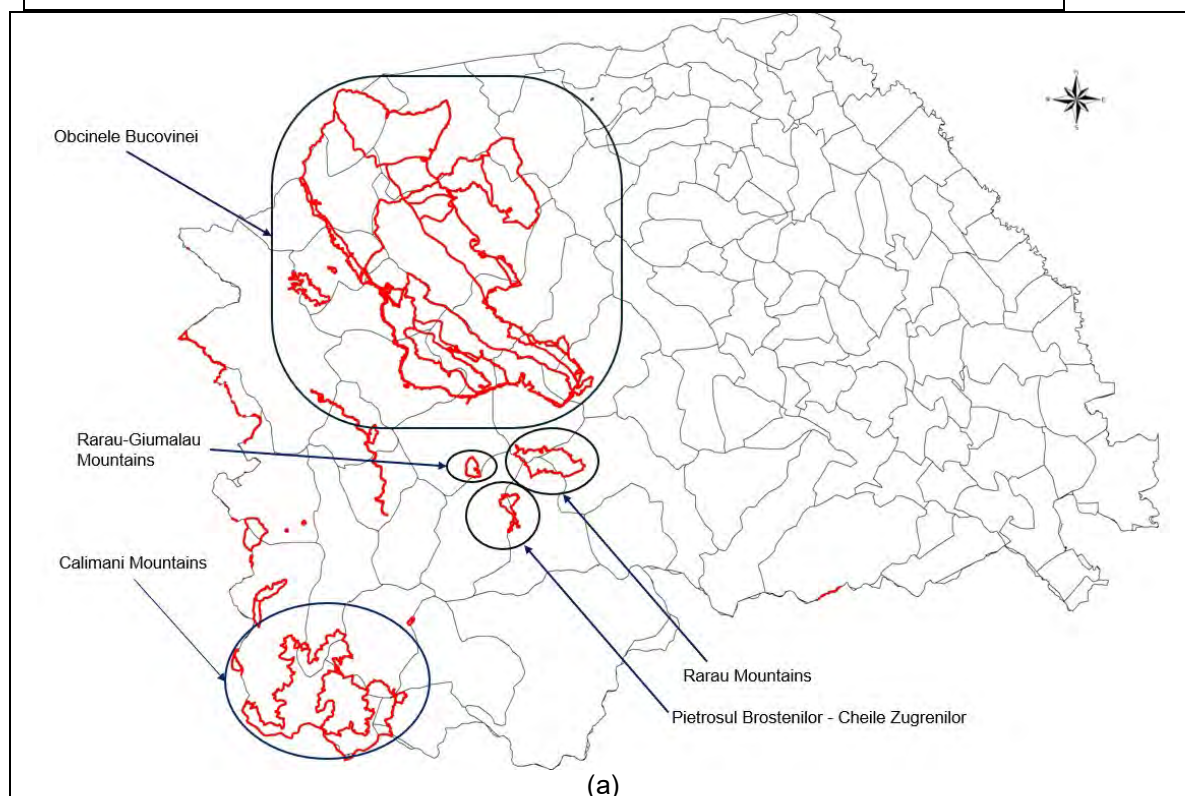 Obcinele Bucovinei
Rarau-Giumalau
Mountains
Calimani Mountains
Rarau Mountains
Pietrosul Brostenilor - Cheile Zugrenilor
(a)